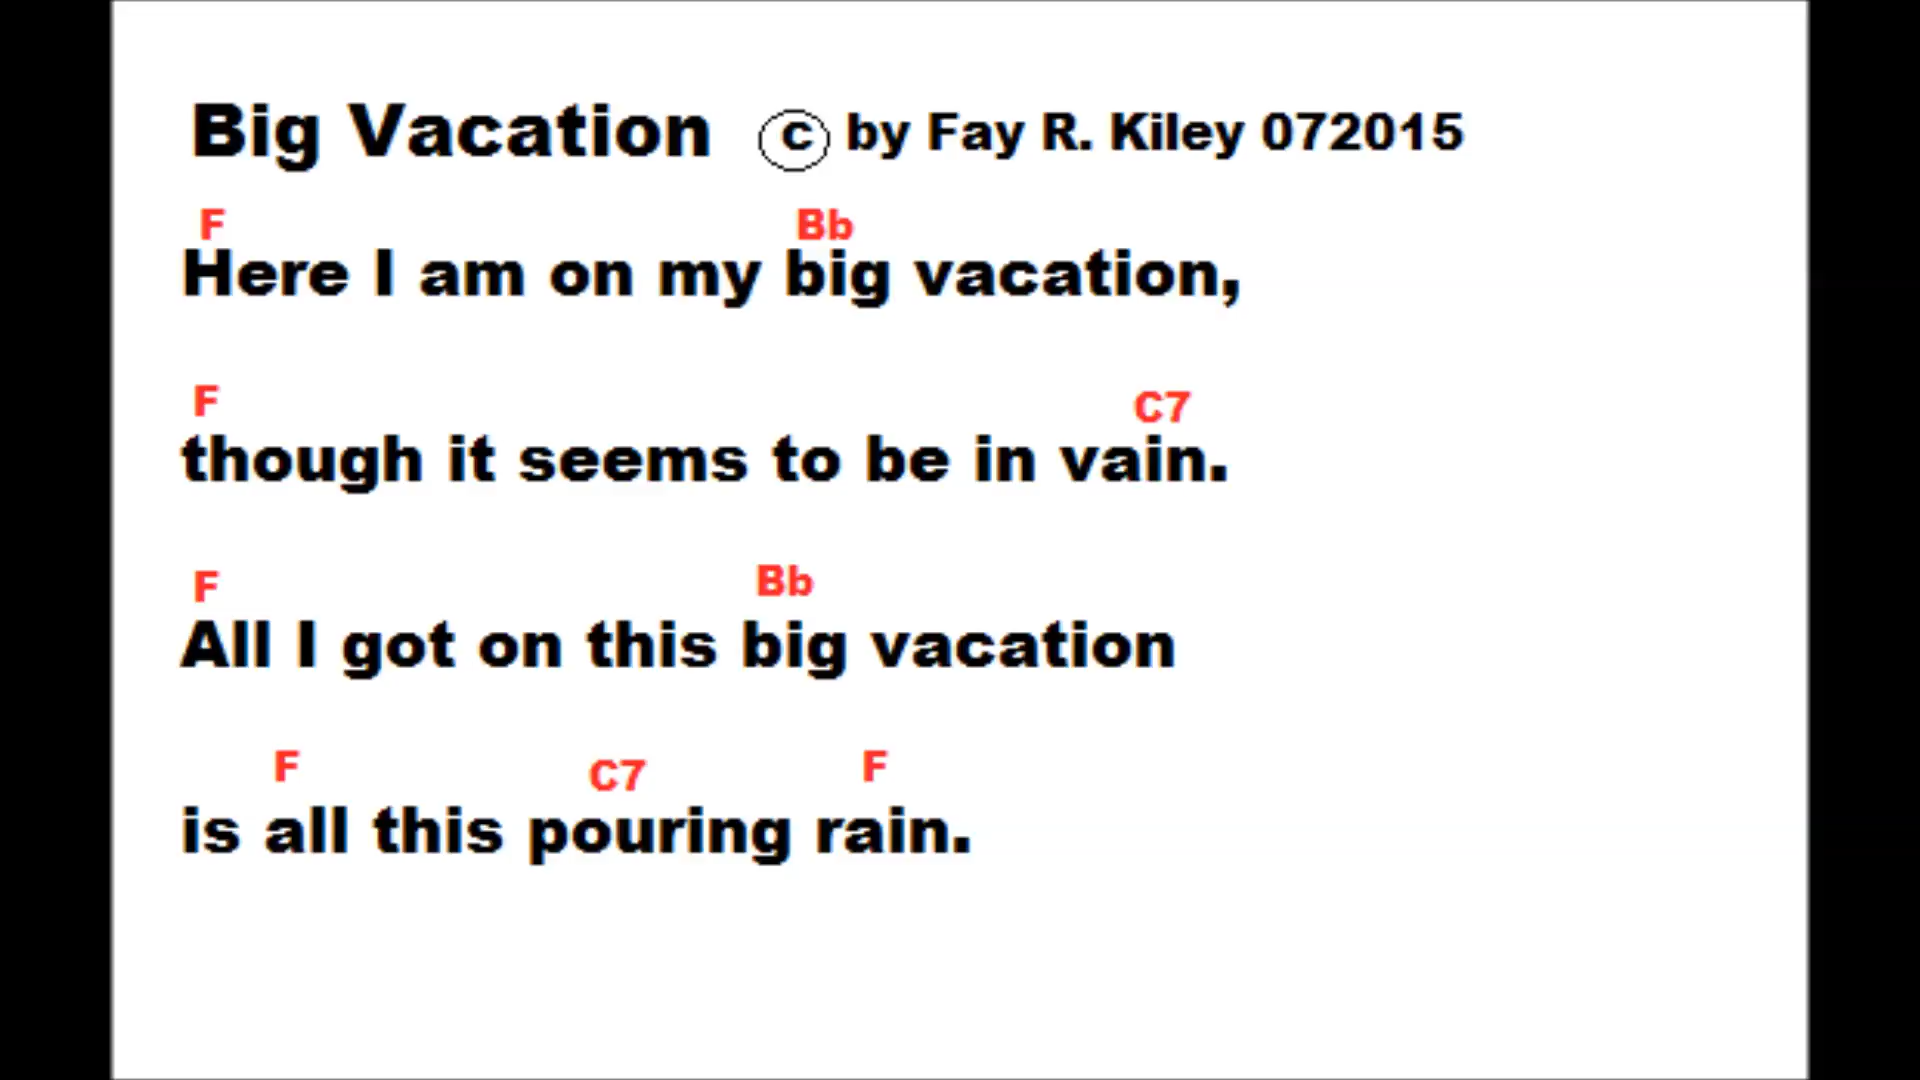 Big Vacation © by Fay R. Kiley 072015
F Bb
Here I am on my big vacation,
F C7
though it seems to be in vain.
F Bb
All I got on this big vacation
F C7 F
is all this pouring rain.